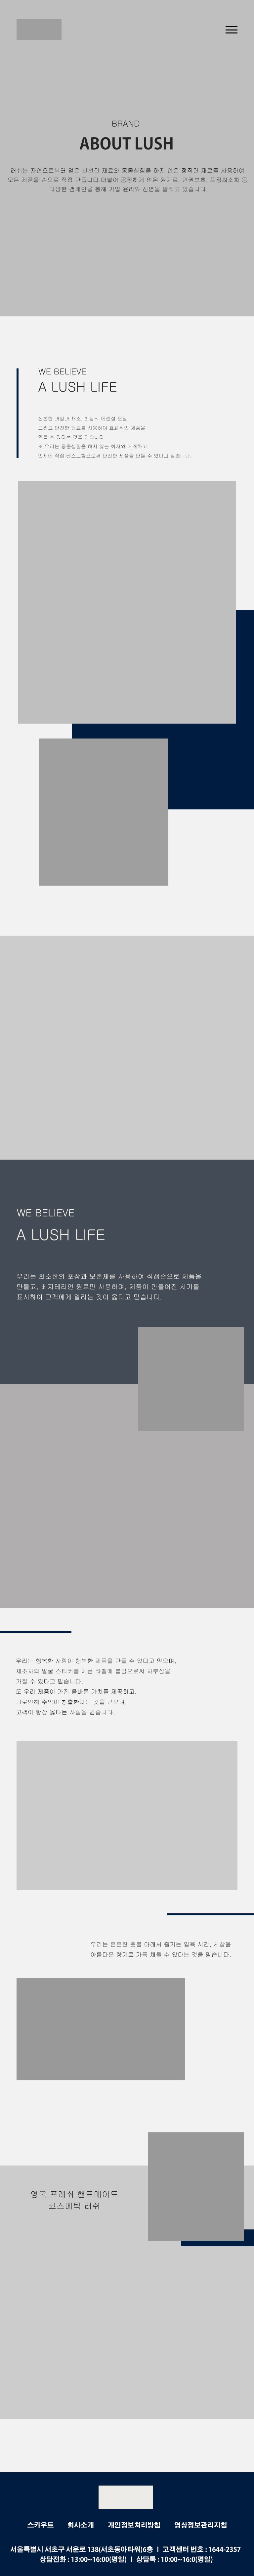 BRAND
ABOUT LUSH
러쉬는 자연으로부터 얻은 신선한 재료와 동물실험을 하지 않은 정직한 재료를 사용하여
모든 제품을 손으로 직접 만듭니다.더불어 공정하게 얻은 원재료, 인권보호, 포장최소화 등
다양한 캠페인을 통해 기업 윤리와 신념을 알리고 있습니다.
WE BELIEVE
A LUSH LIFE
신선한 과일과 채소, 최상의 에센셜 오일,
그리고 안전한 원료를 사용하여 효과적인 제품을
만들 수 있다는 것을 믿습니다.
또 우리는 동물실험을 하지 않는 회사와 거래하고,
인체에 직접 테스트함으로써 안전한 제품을 만들 수 있다고 믿습니다.
WE BELIEVE
A LUSH LIFE
우리는 최소한의 포장과 보존제를 사용하여 직접손으로 제품을
만들고, 베지테리언 원료만 사용하며, 제품이 만들어진 시기를
표시하여 고객에게 알리는 것이 옳다고 믿습니다.
우리는 행복한 사람이 행복한 제품을 만들 수 있다고 믿으며,
제조자의 얼굴 스티커를 제품 라벨에 붙임으로써 자부심을
가질 수 있다고 믿습니다.
또 우리 제품이 가진 올바른 가치를 제공하고,
그로인해 수익이 창출한다는 것을 믿으며,
고객이 항상 옳다는 사실을 믿습니다.
우리는 은은한 촛불 아래서 즐기는 입욕 시간, 세상을
아름다운 향기로 가득 채울 수 있다는 것을 믿습니다.
영국 프레쉬 핸드메이드
코스메틱 러쉬
스카우트 회사소개 개인정보처리방침 영상정보관리지침
서울특별시 서초구 서운로 138(서초동아타워)6층 ㅣ 고객센터 번호 : 1644-2357
상담전화 : 13:00~16:00(평일) ㅣ 상담톡 : 10:00~16:0(평일)